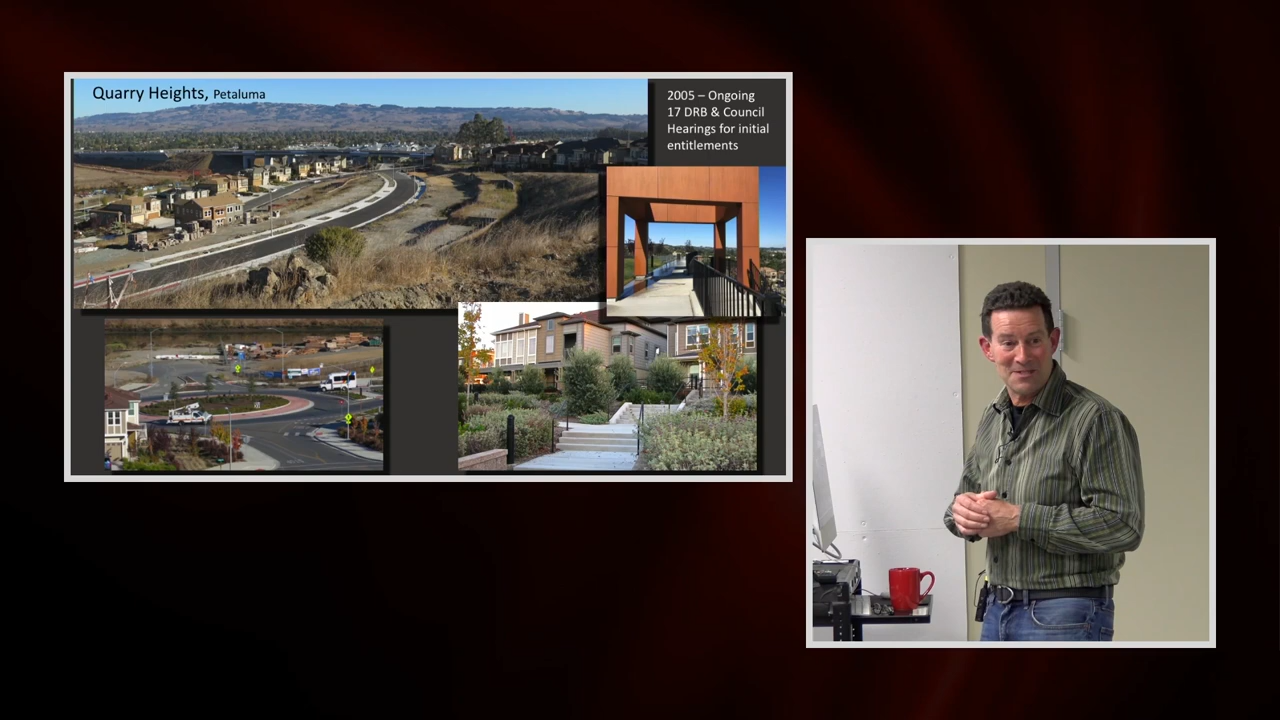 Quarry Heights, Petaluma
2005 – Ongoing
17 DRB & Council
Hearings for initial
entitlements